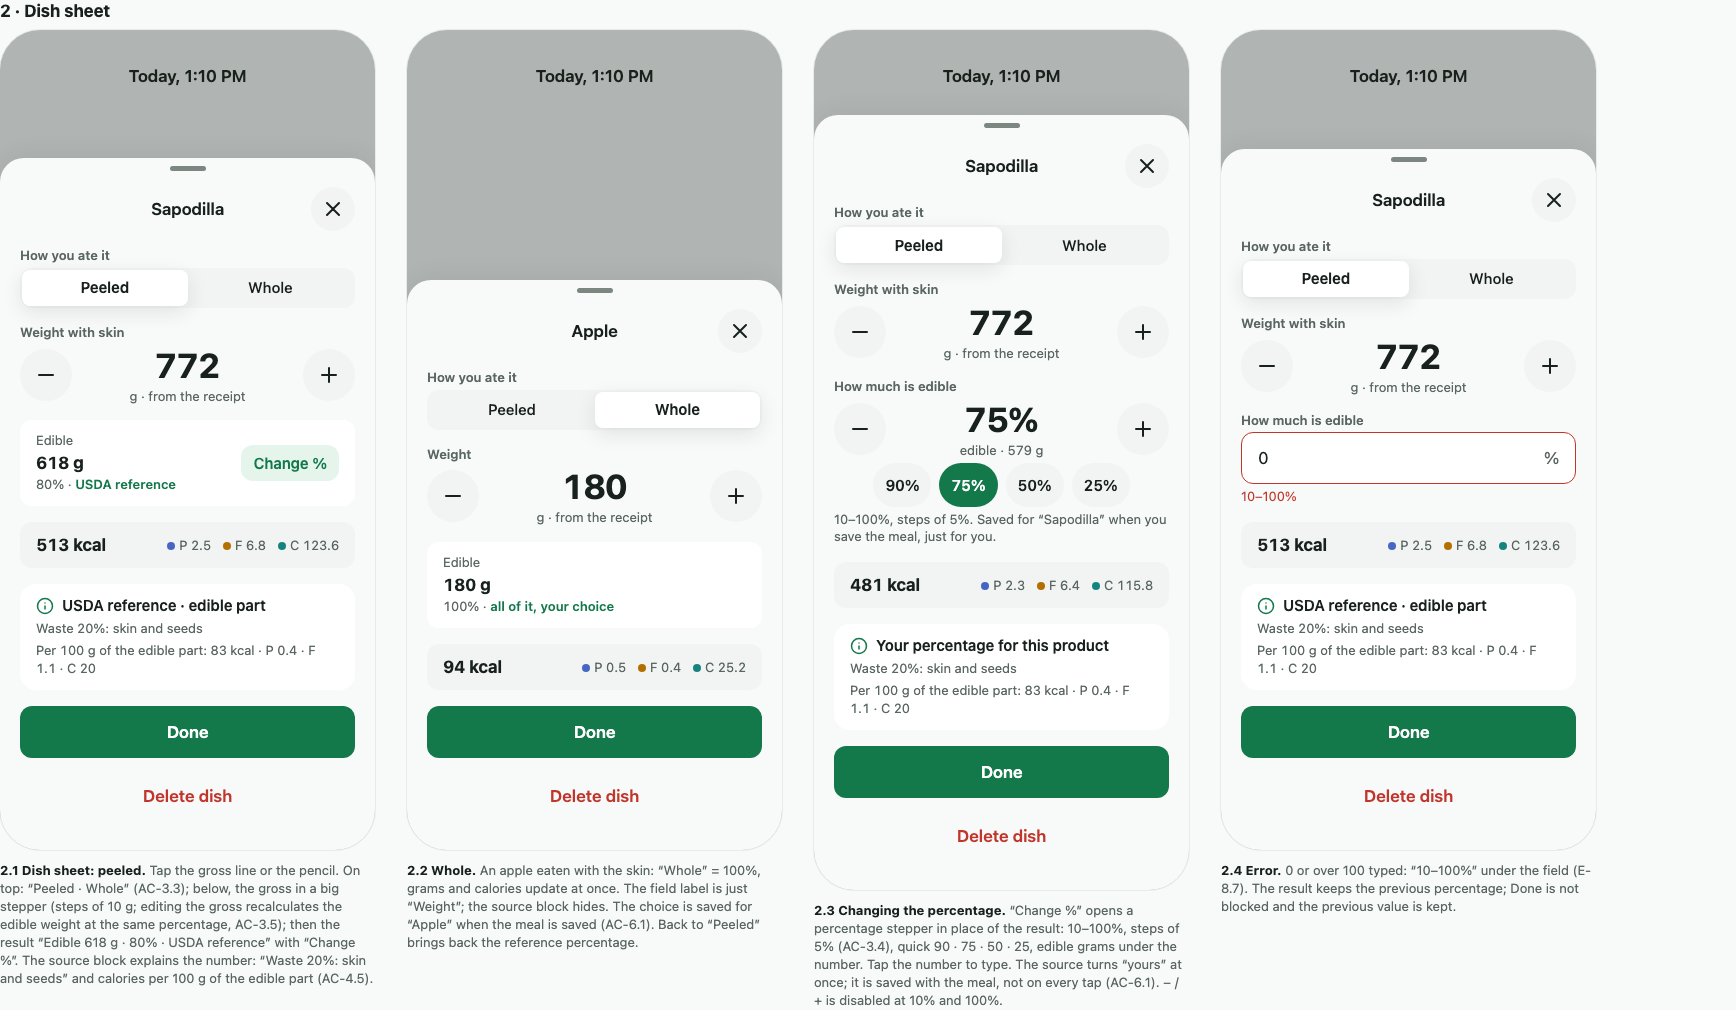 2 · Dish sheet
Today, 1:10 PM
Sapodilla
How you ate it
Peeled
Whole
Weight with skin
772
g · from the receipt
Edible
618 g
80% · USDA reference
Change %
513 kcal
P 2.5
F 6.8
C 123.6
USDA reference · edible part
Waste 20%: skin and seeds
Per 100 g of the edible part: 83 kcal · P 0.4 · F
1.1 · C 20
Done
Delete dish
2.1 Dish sheet: peeled. Tap the gross line or the pencil. On
top: “Peeled · Whole” (AC-3.3); below, the gross in a big
stepper (steps of 10 g; editing the gross recalculates the
edible weight at the same percentage, AC-3.5); then the
result “Edible 618 g · 80% · USDA reference” with “Change
%”. The source block explains the number: “Waste 20%: skin
and seeds” and calories per 100 g of the edible part (AC-4.5).
Today, 1:10 PM
Apple
How you ate it
Peeled
Whole
Weight
180
g · from the receipt
Edible
180 g
100% · all of it, your choice
94 kcal
P 0.5
F 0.4
C 25.2
Done
Delete dish
2.2 Whole. An apple eaten with the skin: “Whole” = 100%,
grams and calories update at once. The field label is just
“Weight”; the source block hides. The choice is saved for
“Apple” when the meal is saved (AC-6.1). Back to “Peeled”
brings back the reference percentage.
Today, 1:10 PM
Sapodilla
How you ate it
Peeled
Whole
Weight with skin
772
g · from the receipt
How much is edible
75%
edible · 579 g
90%
75%
50%
25%
10–100%, steps of 5%. Saved for “Sapodilla” when you
save the meal, just for you.
481 kcal
P 2.3
F 6.4
C 115.8
Your percentage for this product
Waste 20%: skin and seeds
Per 100 g of the edible part: 83 kcal · P 0.4 · F
1.1 · C 20
Done
Delete dish
2.3 Changing the percentage. “Change %” opens a
percentage stepper in place of the result: 10–100%, steps of
5% (AC-3.4), quick 90 · 75 · 50 · 25, edible grams under the
number. Tap the number to type. The source turns “yours” at
once; it is saved with the meal, not on every tap (AC-6.1). – /
+ is disabled at 10% and 100%.
Today, 1:10 PM
Sapodilla
How you ate it
Peeled
Whole
Weight with skin
772
g · from the receipt
How much is edible
0
%
10–100%
513 kcal
P 2.5
F 6.8
C 123.6
USDA reference · edible part
Waste 20%: skin and seeds
Per 100 g of the edible part: 83 kcal · P 0.4 · F
1.1 · C 20
Done
Delete dish
2.4 Error. 0 or over 100 typed: “10–100%” under the field (E-
8.7). The result keeps the previous percentage; Done is not
blocked and the previous value is kept.